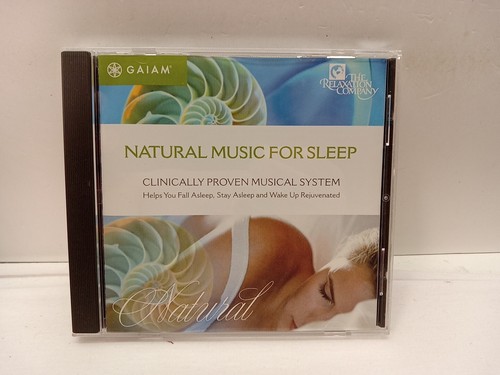 GAIAM
THE
RELAXATION
COMPANY
NATURAL MUSIC FOR SLEEP
CLINICALLY PROVEN MUSICAL SYSTEM
Helps You Fall Asleep, Stay Asleep and Wake Up Rejuvenated
Natural